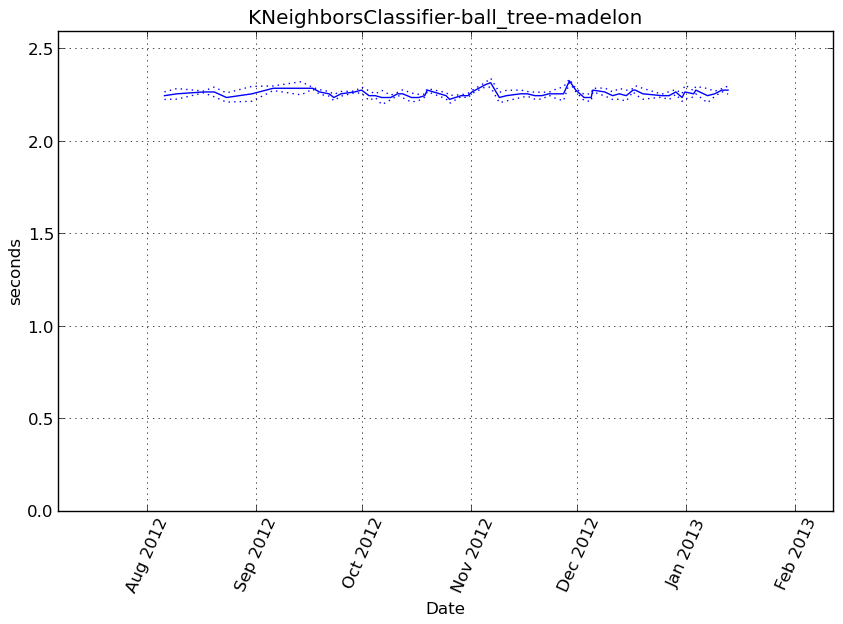 KNeighborsClassifier-ball_tree-madelon
2.5
2.0
1.5
1.0
0.5
0.0
seconds
Aug 2012
Sep 2012
Oct 2012
Nov 2012
Dec 2012
Jan 2013
Feb 2013
Date